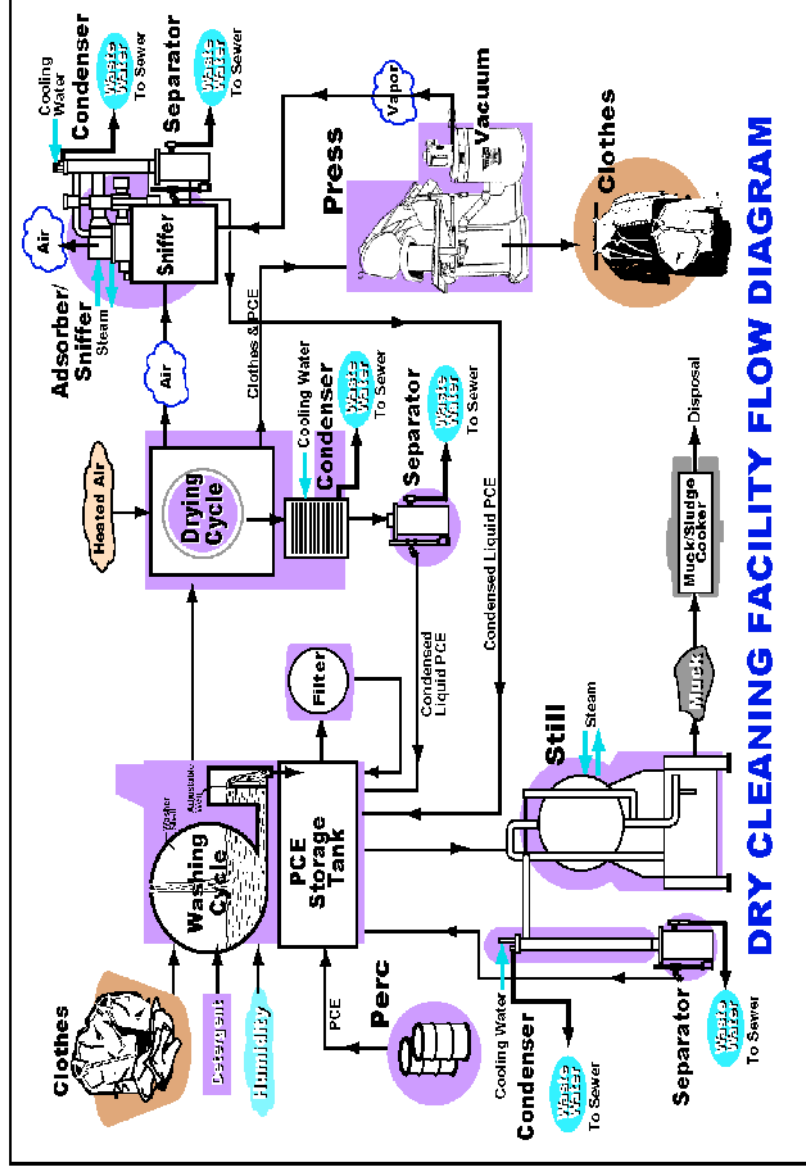 Clothes
Detergent
Humidity
Washer
Shell
Adjustable
Weir
Washing
Cycle
PCE
Storage
Tank
PCE
Perc
Filter
Condensed
Liquid PCE
Heated Air
Drying
Cycle
Air
Clothes & PCE
Cooling Water
Condenser
Waste
Water
To Sewer
Separator
Waste
Water
To Sewer
Adsorber/
Sniffer
Steam
Air
Sniffer
Cooling
Water
Condenser
Waste Water
To Sewer
Separator
Waste
Water
To Sewer
Vapor
Press
Vacuum
Clothes
Condensed Liquid PCE
Still
Steam
Cooling Water
Condenser
Waste
Water
To Sewer
Separator
Waste
Water
To Sewer
Muck
Muck/Sludge
Cooker
Disposal
DRY CLEANING FACILITY FLOW DIAGRAM